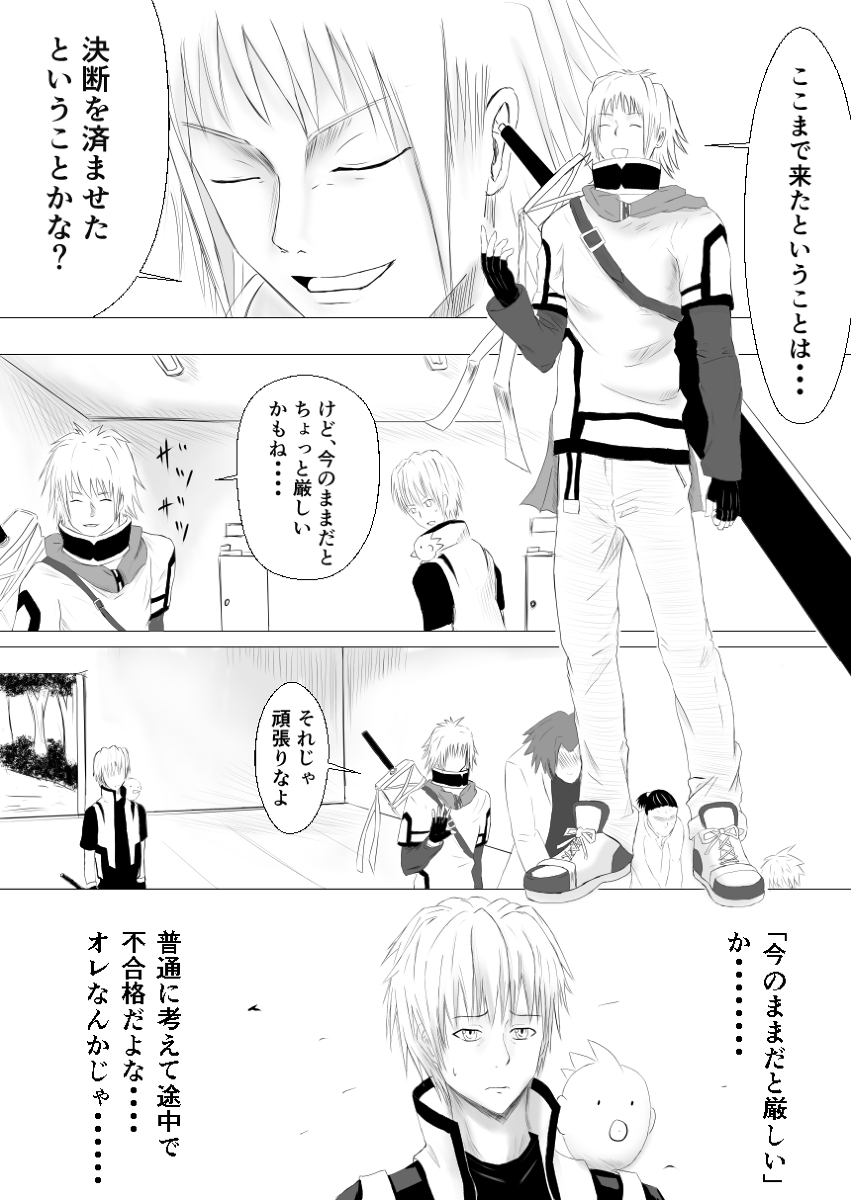 ここまで来たということは・・・
決断を済ませた
ということかな？
けど、今のままだと
ちょっと厳しい
かもね・・・・
ザッ
ザッ
それじゃ
頑張りなよ
「今のままだと厳しい」
か・・・・・・・・
普通に考えて途中で
不合格だよな・・・・
オレなんかじゃ・・・・・・・